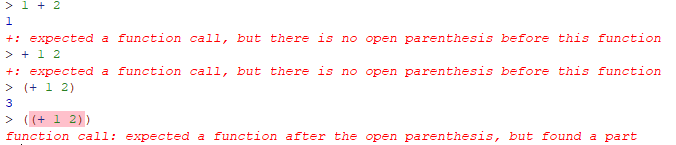 > 1 + 2
1
+: expected a function call, but there is no open parenthesis before this function
> + 1 2
+: expected a function call, but there is no open parenthesis before this function
> (+ 1 2)
3
> ((+ 1 2))
function call: expected a function after the open parenthesis, but found a part